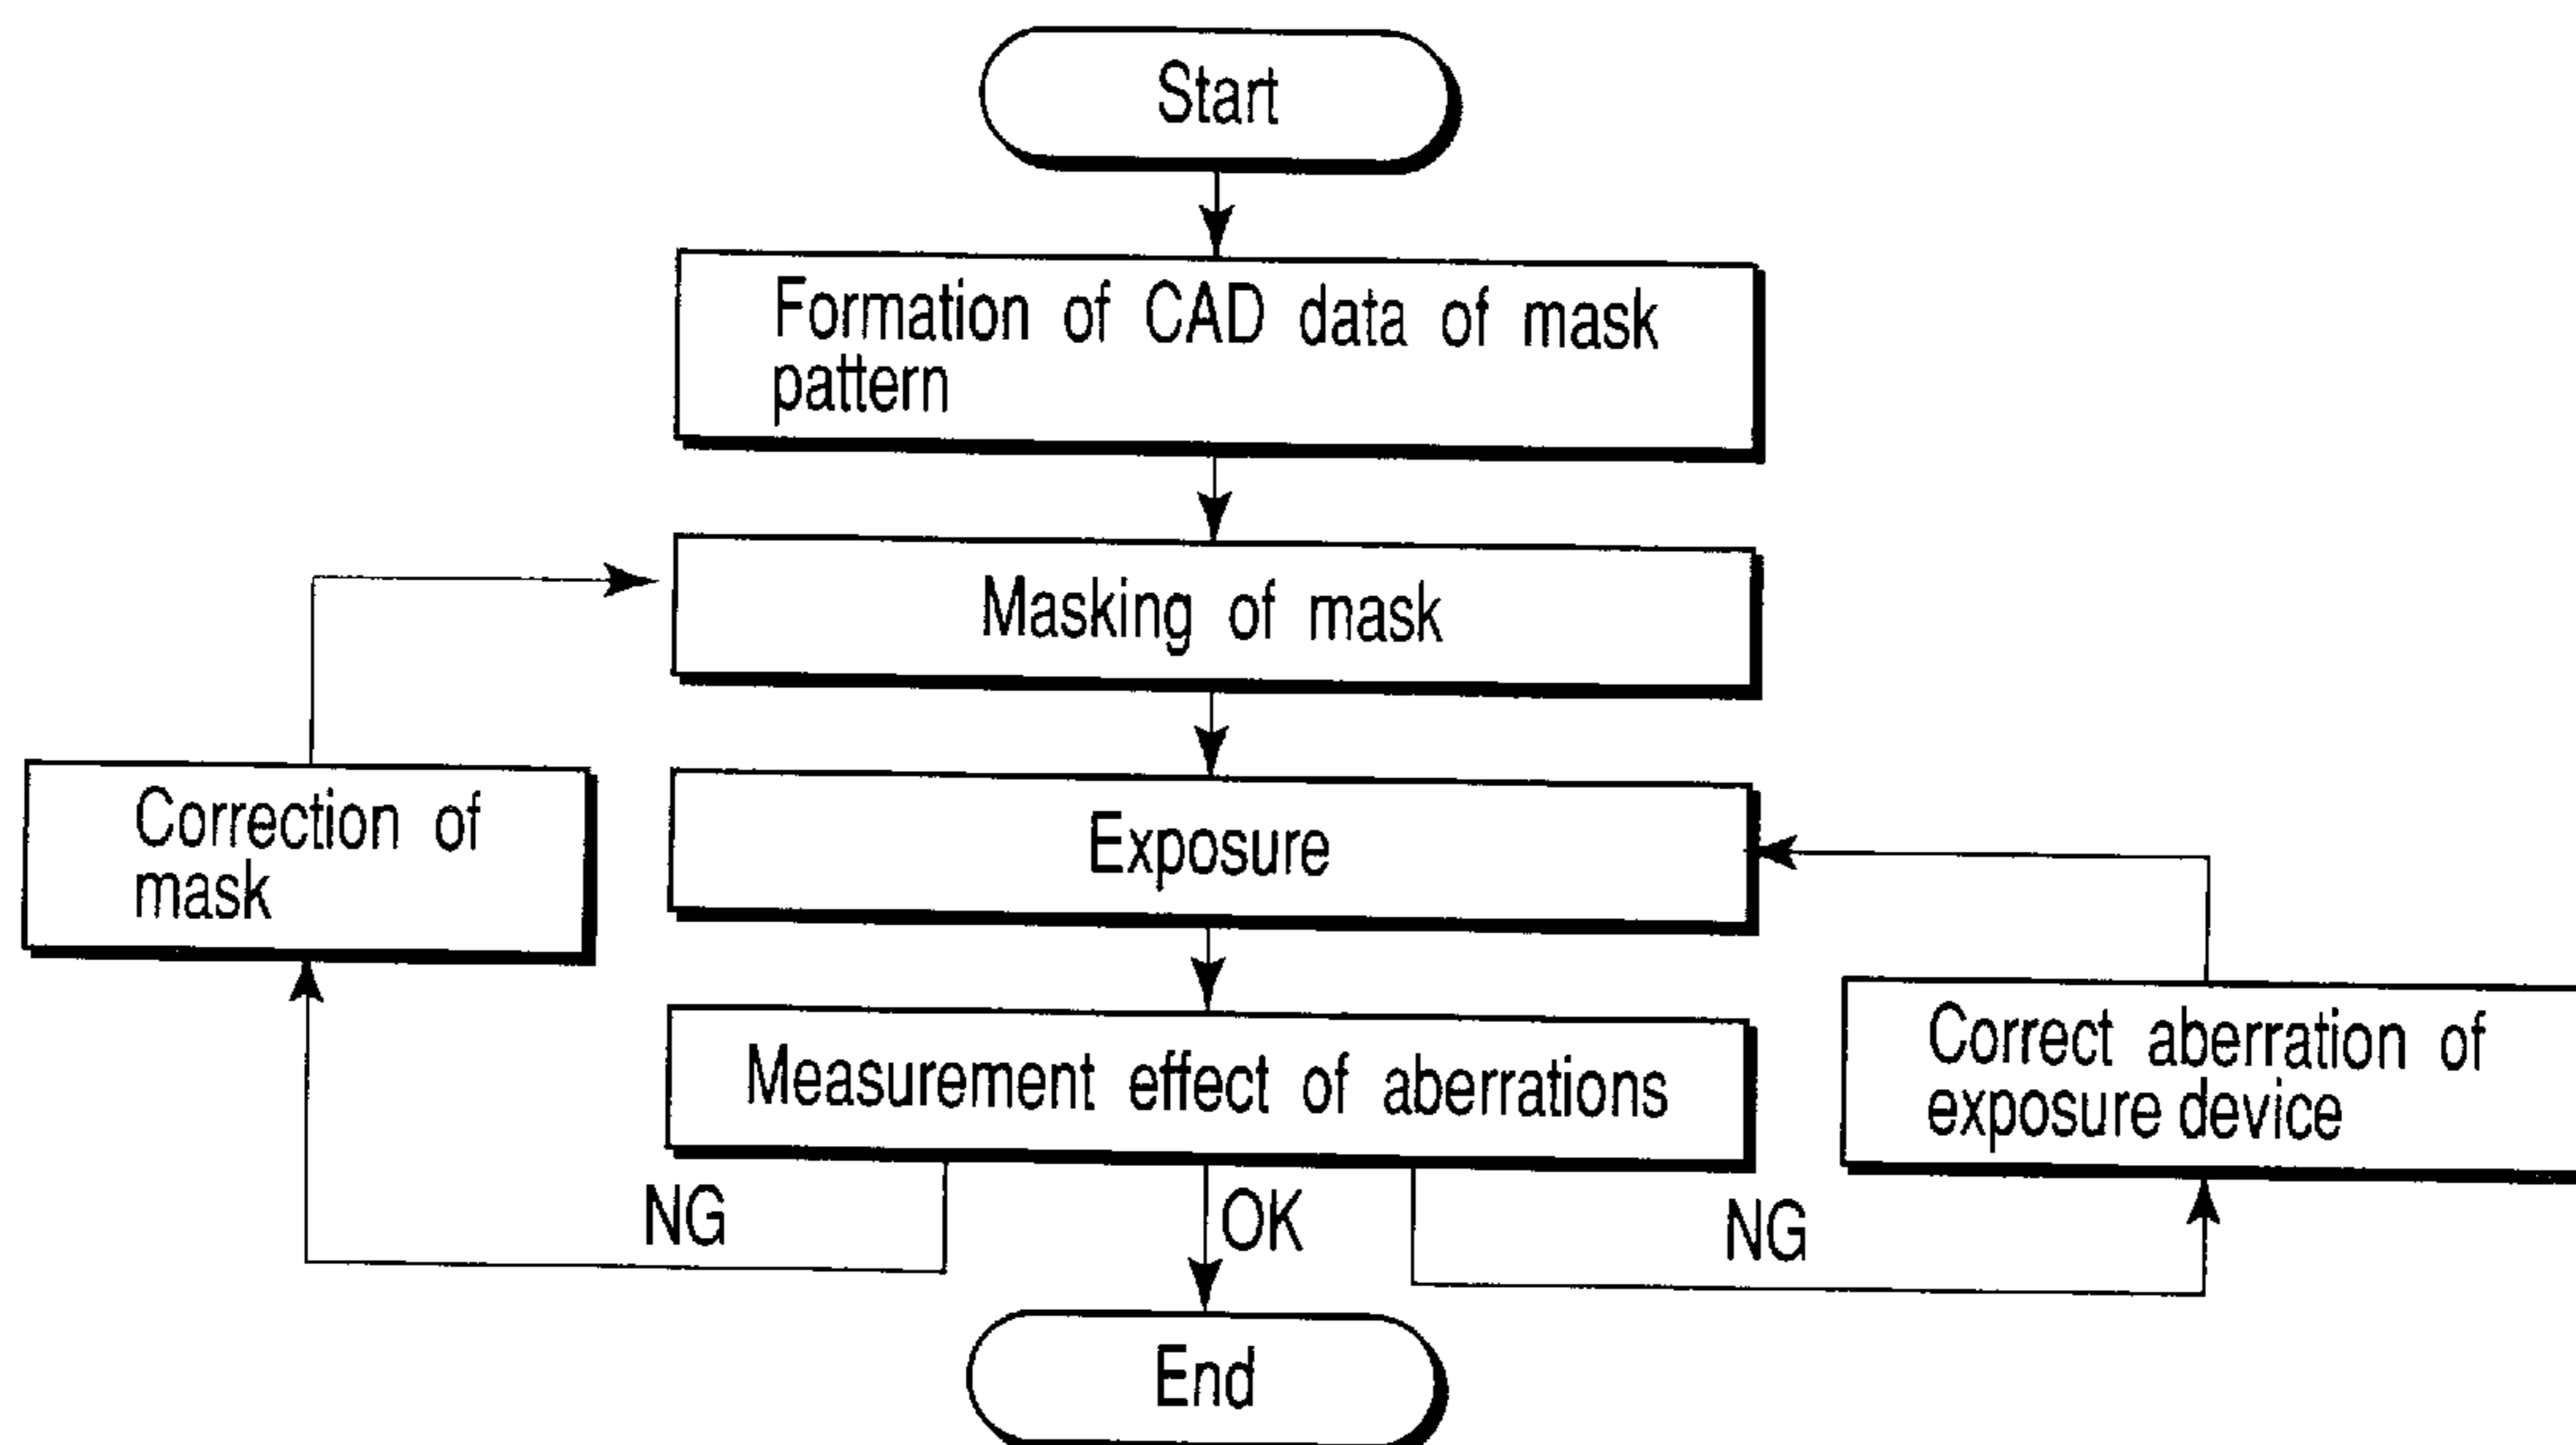 Start
Formation of CAD data of mask
pattern
Masking of mask
Correction of
mask
Exposure
Measurement effect of aberrations
Correct aberration of
exposure device
NG
OK
NG
End